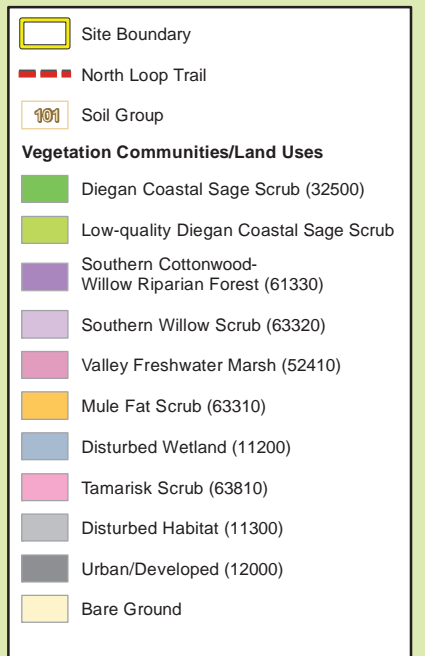 Site Boundary
North Loop Trail
101 Soil Group
Vegetation Communities/Land Uses
Diegan Coastal Sage Scrub (32500)
Low-quality Diegan Coastal Sage Scrub
Southern Cottonwood-
Willow Riparian Forest (61330)
Southern Willow Scrub (63320)
Valley Freshwater Marsh (52410)
Mule Fat Scrub (63310)
Disturbed Wetland (11200)
Tamarisk Scrub (63810)
Disturbed Habitat (11300)
Urban/Developed (12000)
Bare Ground